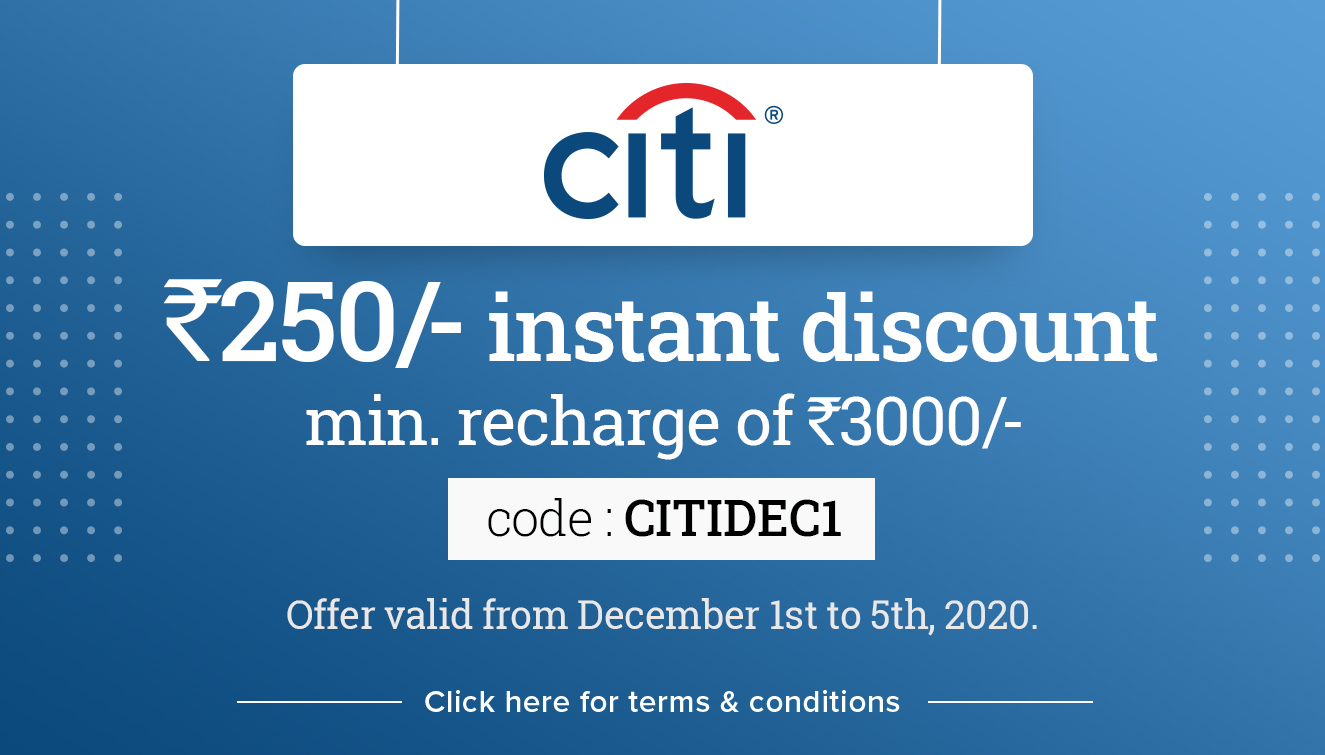 citi®
₹250/- instant discount
min. recharge of ₹3000/-
code : CITIDEC1
Offer valid from December 1st to 5th, 2020.
Click here for terms & conditions